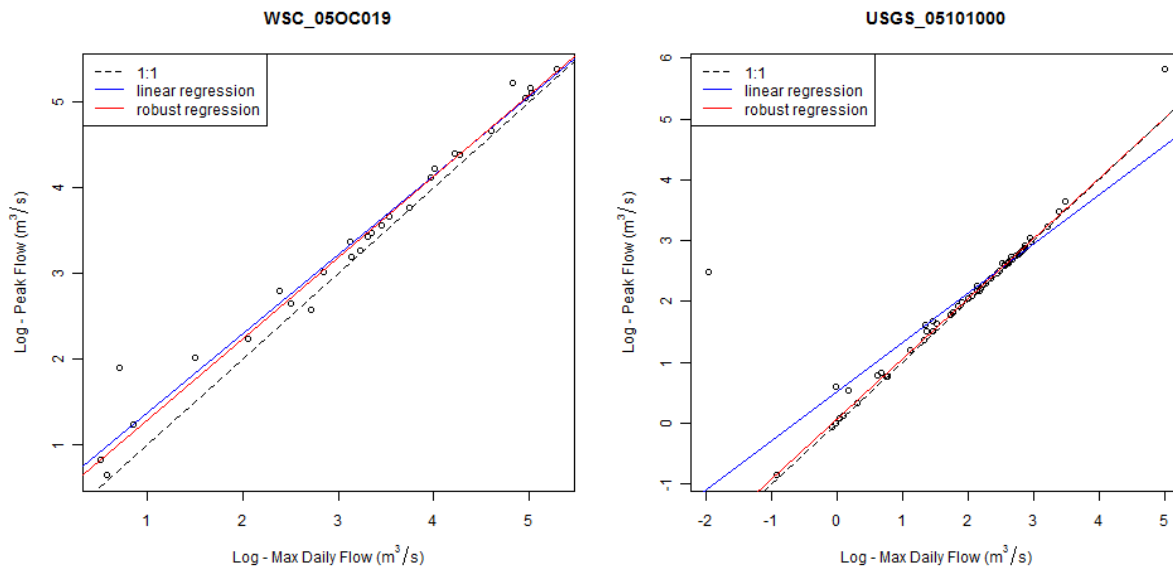 WSC_05OC019
1:1
linear regression
robust regression
Log - Peak Flow (m³/s)
5
4
3
2
1
1 2 3 4 5
Log - Max Daily Flow (m³/s)
USGS_05101000
1:1
linear regression
robust regression
Log - Peak Flow (m³/s)
6
5
4
3
2
1
0
-1
-2 -1 0 1 2 3 4 5
Log - Max Daily Flow (m³/s)